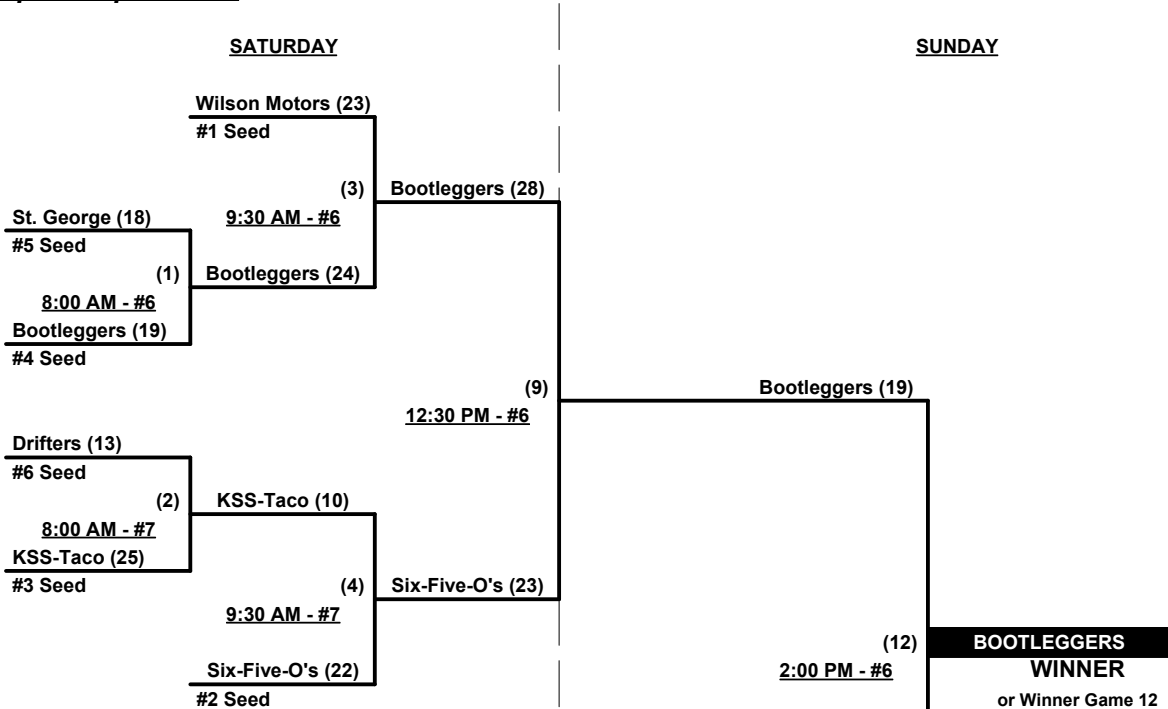 SATURDAY
SUNDAY
Wilson Motors (23)
#1 Seed
(3)
Bootleggers (28)
St. George (18)
9:30 AM - #6
#5 Seed
(1)
Bootleggers (24)
8:00 AM - #6
Bootleggers (19)
#4 Seed
(9)
Bootleggers (19)
12:30 PM - #6
Drifters (13)
#6 Seed
(2)
KSS-Taco (10)
8:00 AM - #7
KSS-Taco (25)
#3 Seed
(4)
Six-Five-O's (23)
9:30 AM - #7
(12)
BOOTLEGGERS
Six-Five-O's (22)
2:00 PM - #6
WINNER
#2 Seed
or Winner Game 12